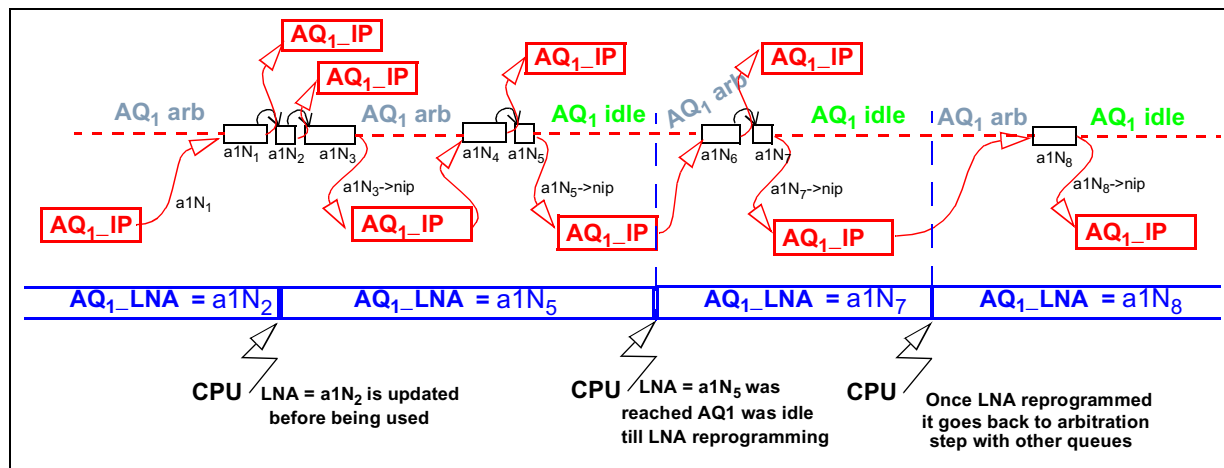 AQ1_IP
AQ1_IP AQ1_IP AQ1_IP
AQ1_IP
AQ1 arb AQ1 arb AQ1 idle AQ1 arb AQ1 idle AQ1 arb AQ1 idle
a1N1 a1N2 a1N3 a1N4 a1N5 a1N6 a1N7 a1N8
a1N1 a1N3->nip a1N5->nip a1N7->nip a1N8->nip
AQ1_IP AQ1_IP AQ1_IP AQ1_IP AQ1_IP
AQ1_LNA = a1N2 AQ1_LNA = a1N5 AQ1_LNA = a1N7 AQ1_LNA = a1N8
CPU LNA = a1N2 is updated
before being used
CPU LNA = a1N5 was
reached AQ1 was idle
till LNA reprogramming
CPU Once LNA reprogrammed
it goes back to arbitration
step with other queues